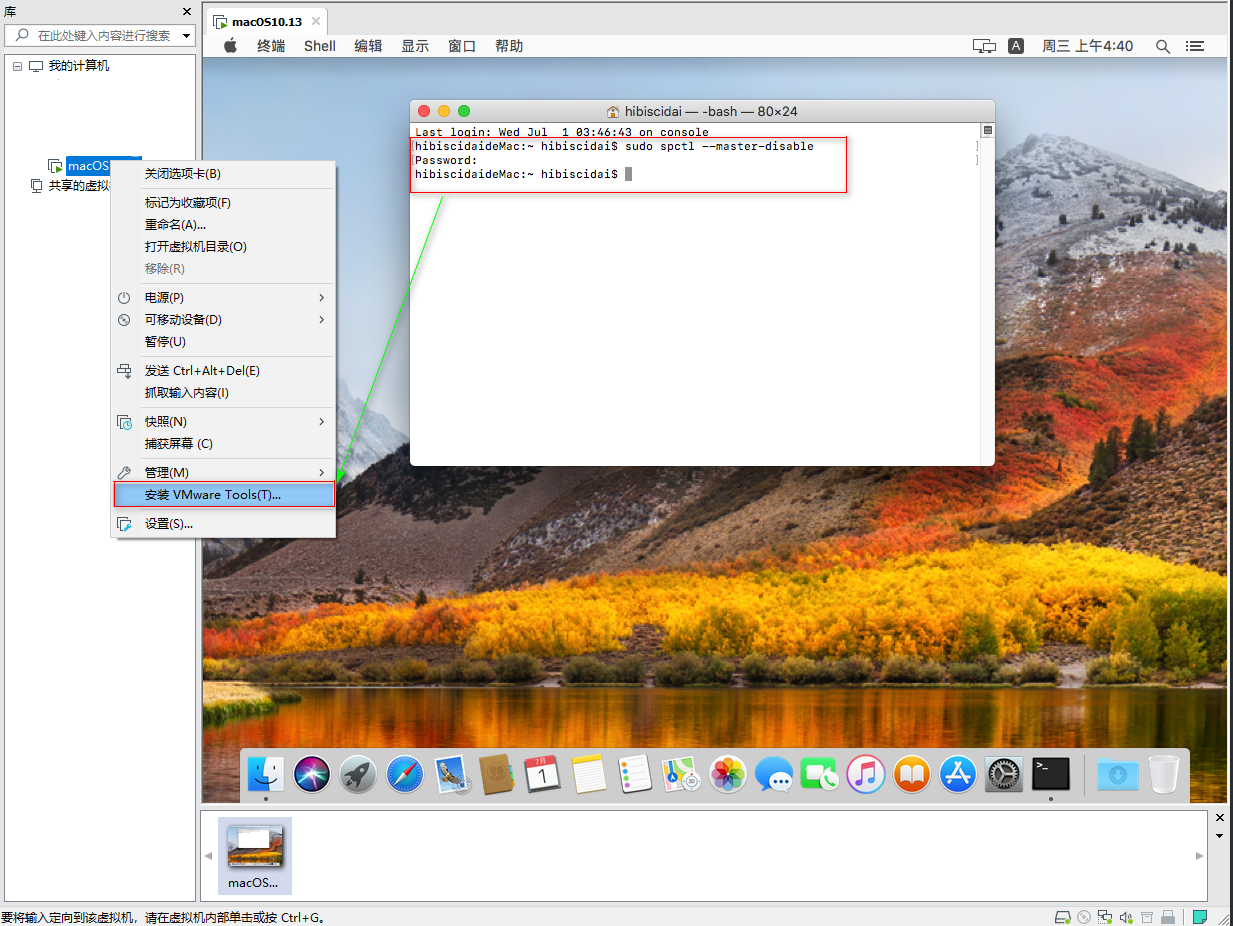 库
在此处键入内容进行搜索
我的计算机
macOS
共享的虚拟
关闭选项卡(B)
标记为收藏项(F)
重命名(A)...
打开虚拟机目录(O)
移除(R)
电源(P)
可移动设备(D)
暂停(U)
发送 Ctrl+Alt+Del(E)
抓取输入内容(I)
快照(N)
捕获屏幕 (C)
管理(M)
安装 VMware Tools(T)...
设置(S)...
macOS10.13
终端 Shell 编辑 显示 窗口 帮助 A 周三 上午4:40
hibiscidai — -bash — 80×24
Last login: Wed Jul  1 03:46:43 on console
[hibiscidaideMac:~ hibiscidai$ sudo spctl --master-disable ]
[Password: ]
hibiscidaideMac:~ hibiscidai$
7月
1
3D
>_
macOS...
要将输入定向到该虚拟机，请在虚拟机内部单击或按 Ctrl+G。